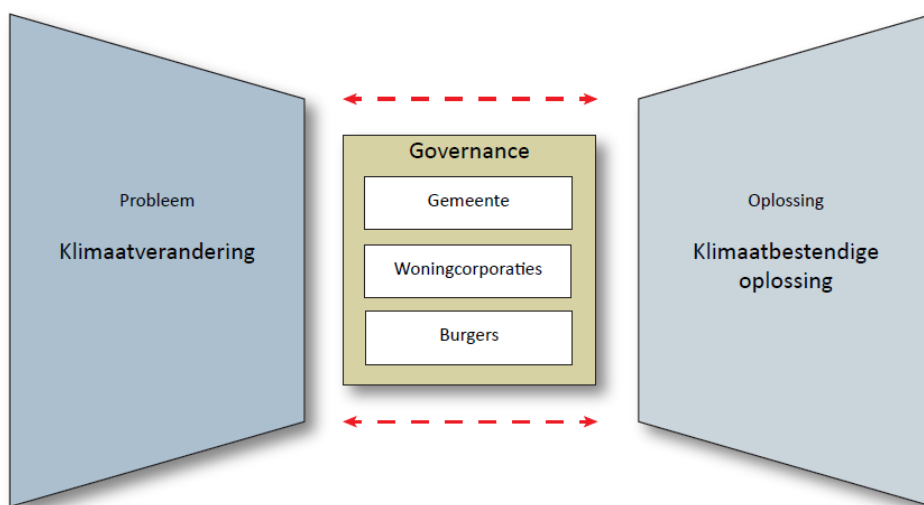 Probleem
Klimaatverandering
Governance
Gemeente
Woningcorporaties
Burgers
Oplossing
Klimaatbestendige
oplossing